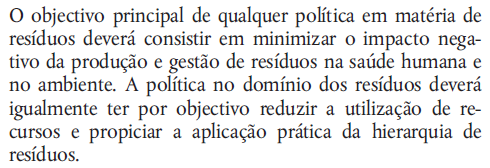 O objectivo principal de qualquer política em matéria de
resíduos deverá consistir em minimizar o impacto nega-
tivo da produção e gestão de resíduos na saúde humana e
no ambiente. A política no domínio dos resíduos deverá
igualmente ter por objectivo reduzir a utilização de re-
cursos e propiciar a aplicação prática da hierarquia de
resíduos.